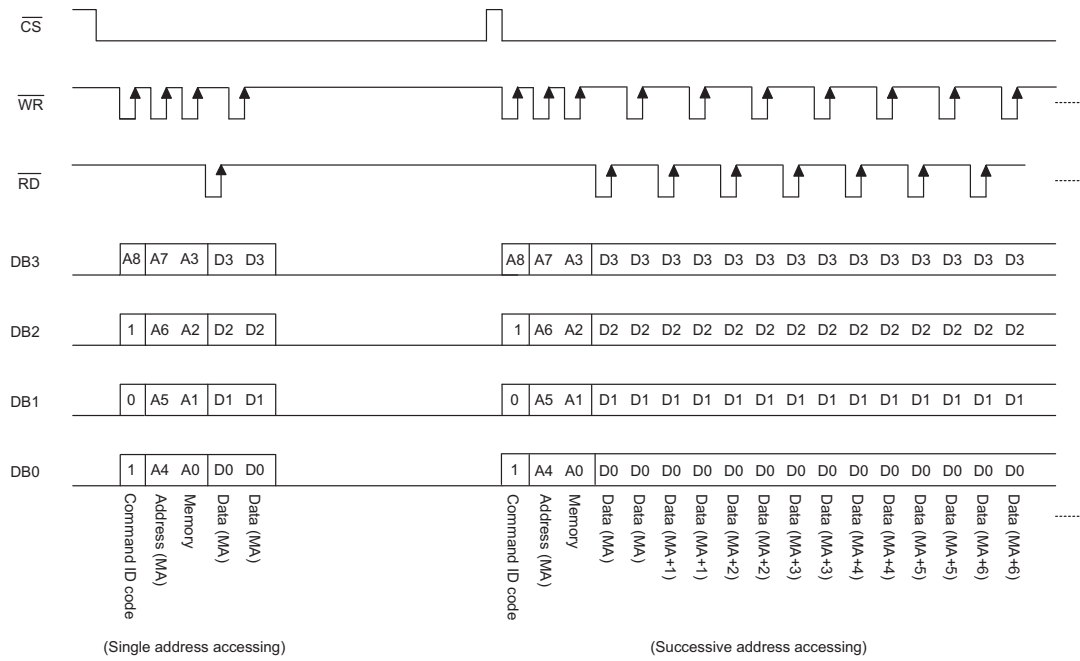 CS
WR
RD
DB3 A8 A7 A3 D3 D3 A8 A7 A3 D3 D3 D3 D3 D3 D3 D3 D3 D3 D3 D3 D3 D3 D3
DB2 1 A6 A2 D2 D2 1 A6 A2 D2 D2 D2 D2 D2 D2 D2 D2 D2 D2 D2 D2 D2 D2
DB1 0 A5 A1 D1 D1 0 A5 A1 D1 D1 D1 D1 D1 D1 D1 D1 D1 D1 D1 D1 D1 D1
DB0 1 A4 A0 D0 D0 1 A4 A0 D0 D0 D0 D0 D0 D0 D0 D0 D0 D0 D0 D0 D0 D0
Command ID code
Address (MA)
Memory
Data (MA)
Data (MA)
Command ID code
Address (MA)
Memory
Data (MA)
Data (MA)
Data (MA+1)
Data (MA+1)
Data (MA+2)
Data (MA+2)
Data (MA+3)
Data (MA+3)
Data (MA+4)
Data (MA+4)
Data (MA+5)
Data (MA+5)
Data (MA+6)
Data (MA+6)
(Single address accessing)
(Successive address accessing)